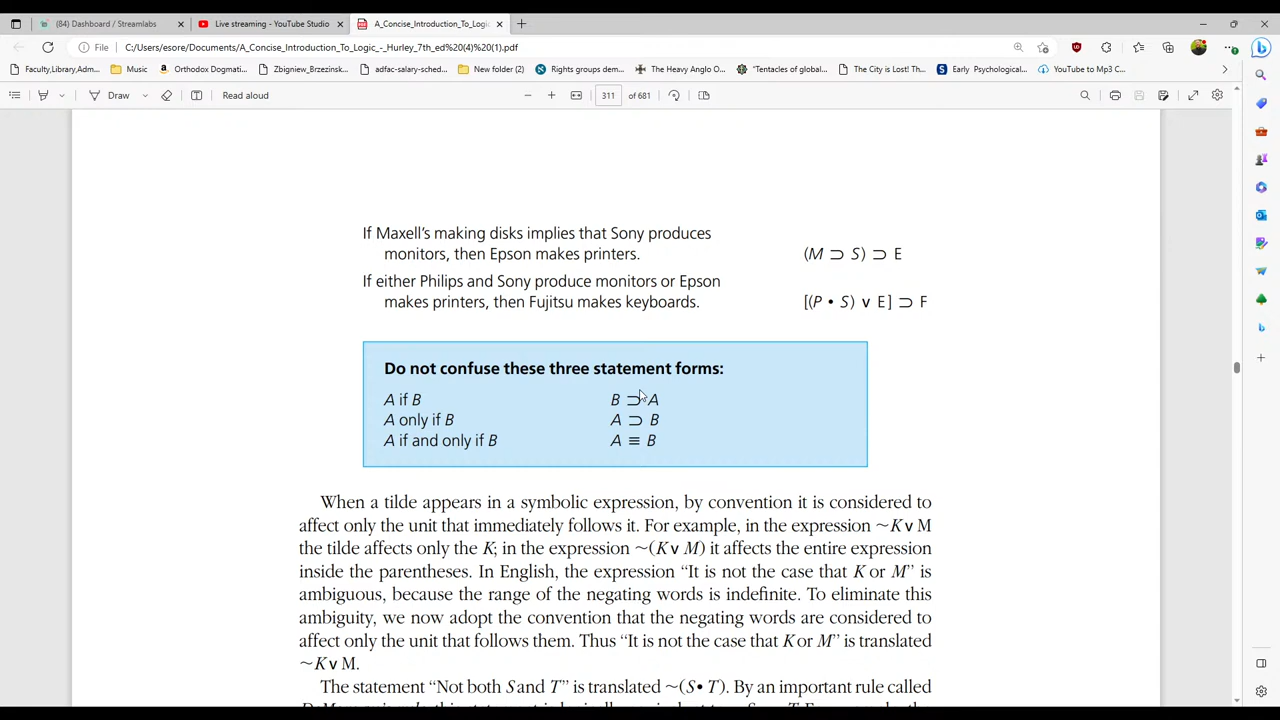 (84) Dashboard / Streamlabs
Live streaming - YouTube Studio
A_Concise_Introduction_To_Logic
File
C:/Users/esore/Documents/A_Concise_Introduction_To_Logic_-_Hurley_7th_ed%20(4)%20(1).pdf
Faculty,Library,Adm...
Music
Orthodox Dogmati...
Zbigniew_Brzezinsk...
adfac-salary-sched...
New folder (2)
Rights groups dem...
The Heavy Anglo O...
"Tentacles of global...
The City is Lost! Th...
Early Psychological...
YouTube to Mp3 C...
Draw
Read aloud
311 of 681
If Maxell's making disks implies that Sony produces
monitors, then Epson makes printers. (M ⊃ S) ⊃ E
If either Philips and Sony produce monitors or Epson
makes printers, then Fujitsu makes keyboards. [(P • S) v E] ⊃ F
Do not confuse these three statement forms:
A if B B ⊃ A
A only if B A ⊃ B
A if and only if B A ≡ B
When a tilde appears in a symbolic expression, by convention it is considered to
affect only the unit that immediately follows it. For example, in the expression ~K v M
the tilde affects only the K; in the expression ~(K v M) it affects the entire expression
inside the parentheses. In English, the expression "It is not the case that K or M" is
ambiguous, because the range of the negating words is indefinite. To eliminate this
ambiguity, we now adopt the convention that the negating words are considered to
affect only the unit that follows them. Thus "It is not the case that K or M" is translated
~K v M.
The statement "Not both S and T" is translated ~(S • T). By an important rule called